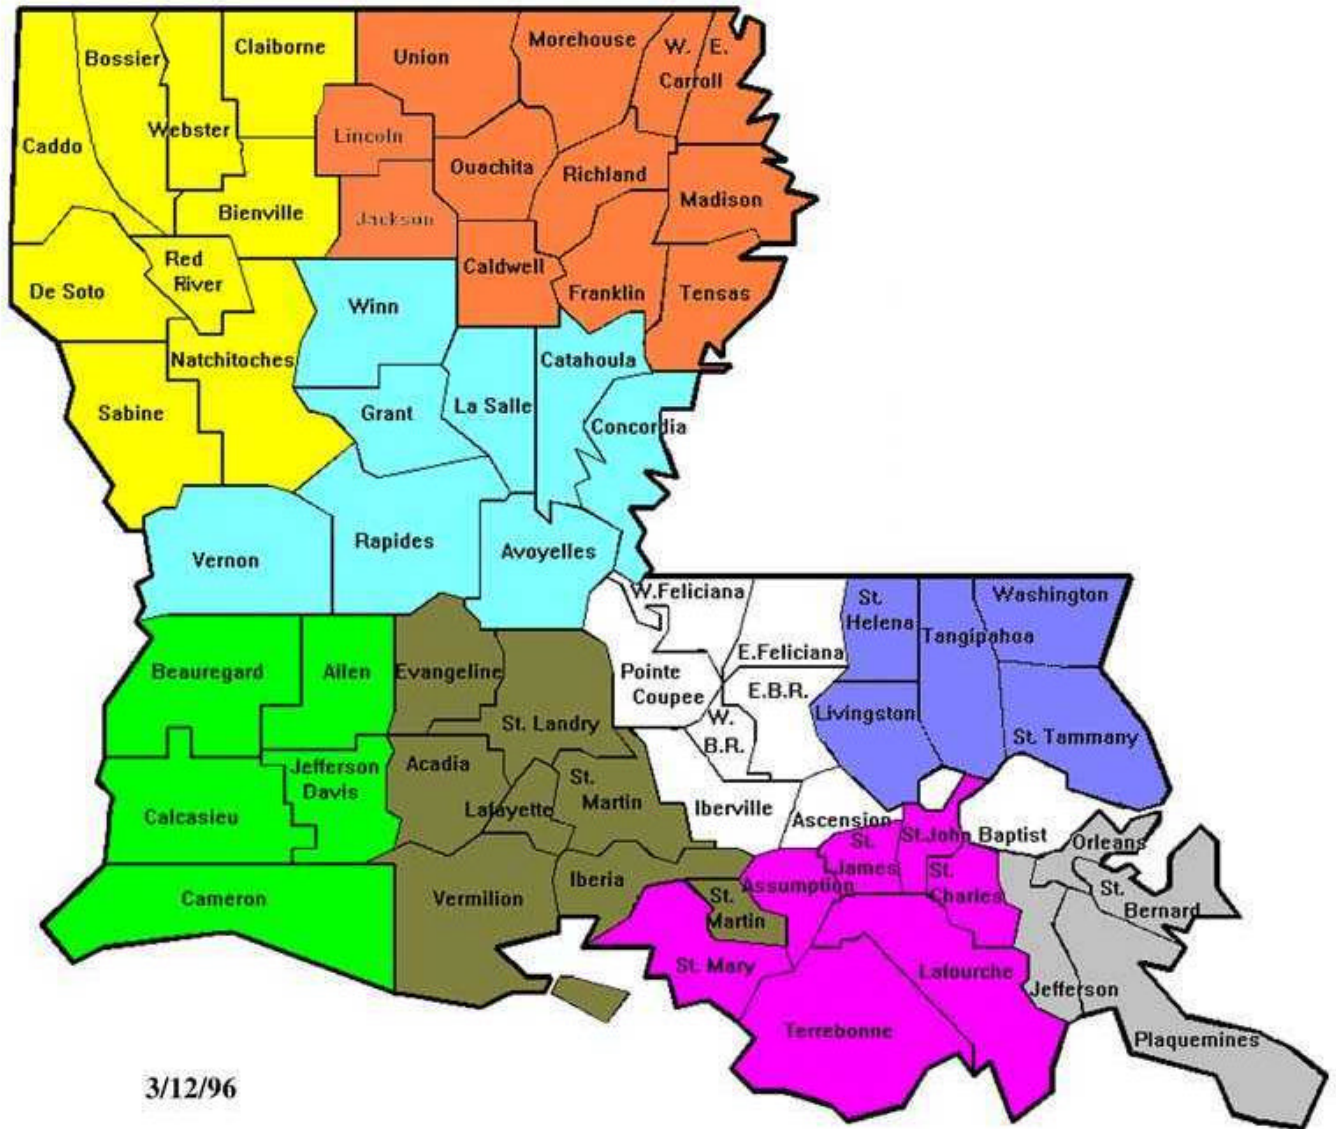 Bossier
Claiborne
Union
Morehouse
W. E.
Carroll
Caddo
Webster
Lincoln
Ouachita
Richland
Madison
Bienville
Jackson
Red
River
De Soto
Caldwell
Franklin
Tensas
Winn
Natchitoches
Catahoula
Sabine
Grant
La Salle
Concordia
Vernon
Rapides
Avoyelles
W.Feliciana
St.
Helena
Washington
Tangipahoa
E.Feliciana
Beauregard
Allen
Evangeline
Pointe
Coupee
E.B.R.
W.
B.R.
Livingston
St. Landry
St. Tammany
Jefferson
Davis
Acadia
St.
Martin
Lafayette
Calcasieu
Iberville
Ascension
St.John Baptist
Orleans
St.
James
St.
Charles
Assumption
Iberia
St.
Martin
St.
Bernard
Cameron
Vermilion
St. Mary
Lafourche
Jefferson
Terrebonne
Plaquemines
3/12/96